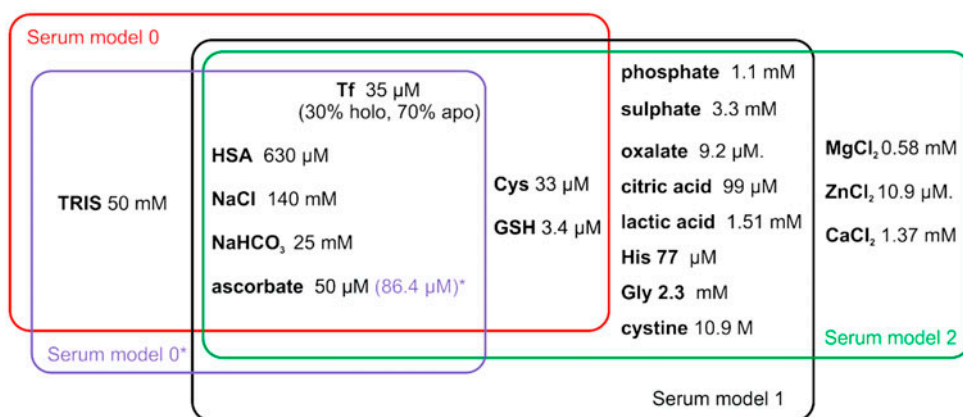 Serum model 0
Tf 35 µM
(30% holo, 70% apo)
HSA 630 µM
NaCl 140 mM
NaHCO₃ 25 mM
ascorbate 50 µM (86.4 µM)*
TRIS 50 mM
Cys 33 µM
GSH 3.4 µM
phosphate 1.1 mM
sulphate 3.3 mM
oxalate 9.2 µM.
citric acid 99 µM
lactic acid 1.51 mM
His 77 µM
Gly 2.3 mM
cystine 10.9 M
MgCl₂ 0.58 mM
ZnCl₂ 10.9 µM.
CaCl₂ 1.37 mM
Serum model 0*
Serum model 2
Serum model 1